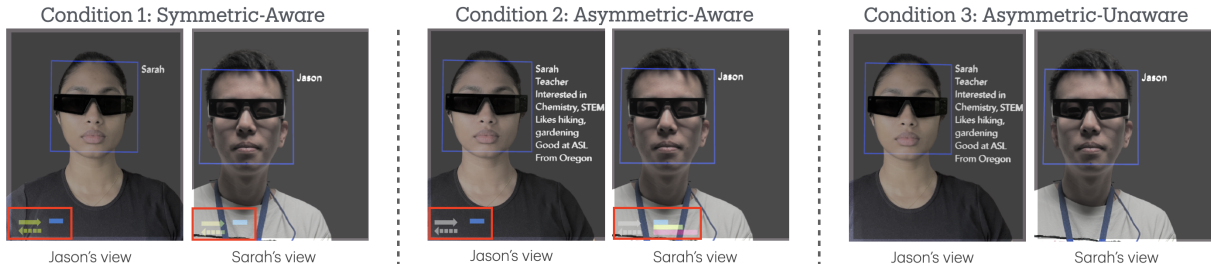 Condition 1: Symmetric-Aware
Sarah
Jason
Jason's view
Sarah's view
Condition 2: Asymmetric-Aware
Sarah
Teacher
Interested in
Chemistry, STEM
Likes hiking,
gardening
Good at ASL
From Oregon
Jason
Jason's view
Sarah's view
Condition 3: Asymmetric-Unaware
Sarah
Teacher
Interested in
Chemistry, STEM
Likes hiking,
gardening
Good at ASL
From Oregon
Jason
Jason's view
Sarah's view